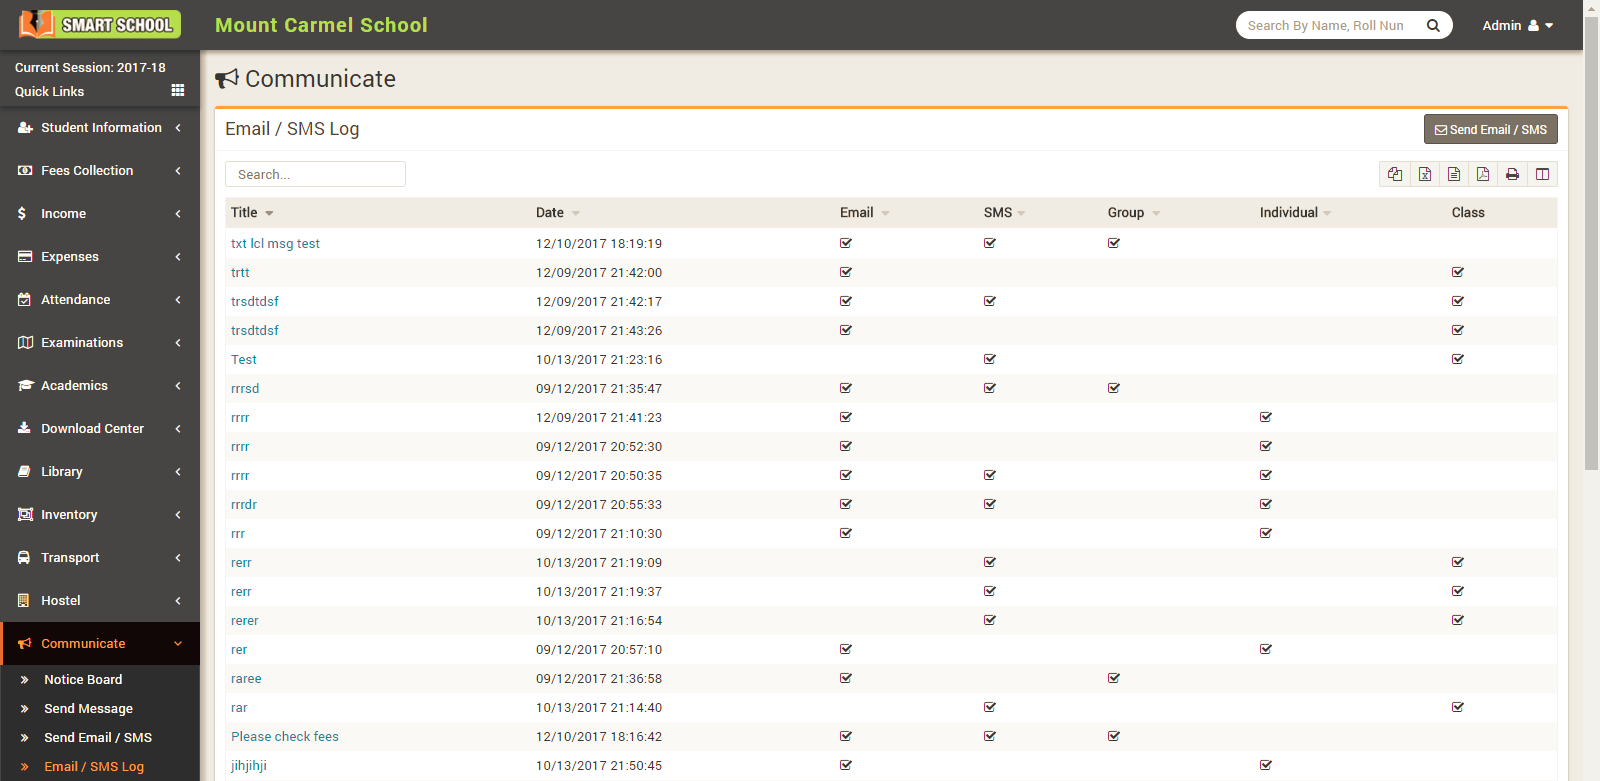 SMART SCHOOL
Mount Carmel School
Search By Name, Roll Nun
Admin
Current Session: 2017-18
Quick Links
Student Information
Fees Collection
Income
Expenses
Attendance
Examinations
Academics
Download Center
Library
Inventory
Transport
Hostel
Communicate
Notice Board
Send Message
Send Email / SMS
Email / SMS Log
Communicate
Email / SMS Log
Send Email / SMS
Search...
Title Date Email SMS Group Individual Class
txt lcl msg test 12/10/2017 18:19:19
trtt 12/09/2017 21:42:00
trsdtdsf 12/09/2017 21:42:17
trsdtdsf 12/09/2017 21:43:26
Test 10/13/2017 21:23:16
rrrsd 09/12/2017 21:35:47
rrrr 12/09/2017 21:41:23
rrrr 09/12/2017 20:52:30
rrrr 09/12/2017 20:50:35
rrrdr 09/12/2017 20:55:33
rrr 09/12/2017 21:10:30
rerr 10/13/2017 21:19:09
rerr 10/13/2017 21:19:37
rerer 10/13/2017 21:16:54
rer 09/12/2017 20:57:10
raree 09/12/2017 21:36:58
rar 10/13/2017 21:14:40
Please check fees 12/10/2017 18:16:42
jihjihji 10/13/2017 21:50:45